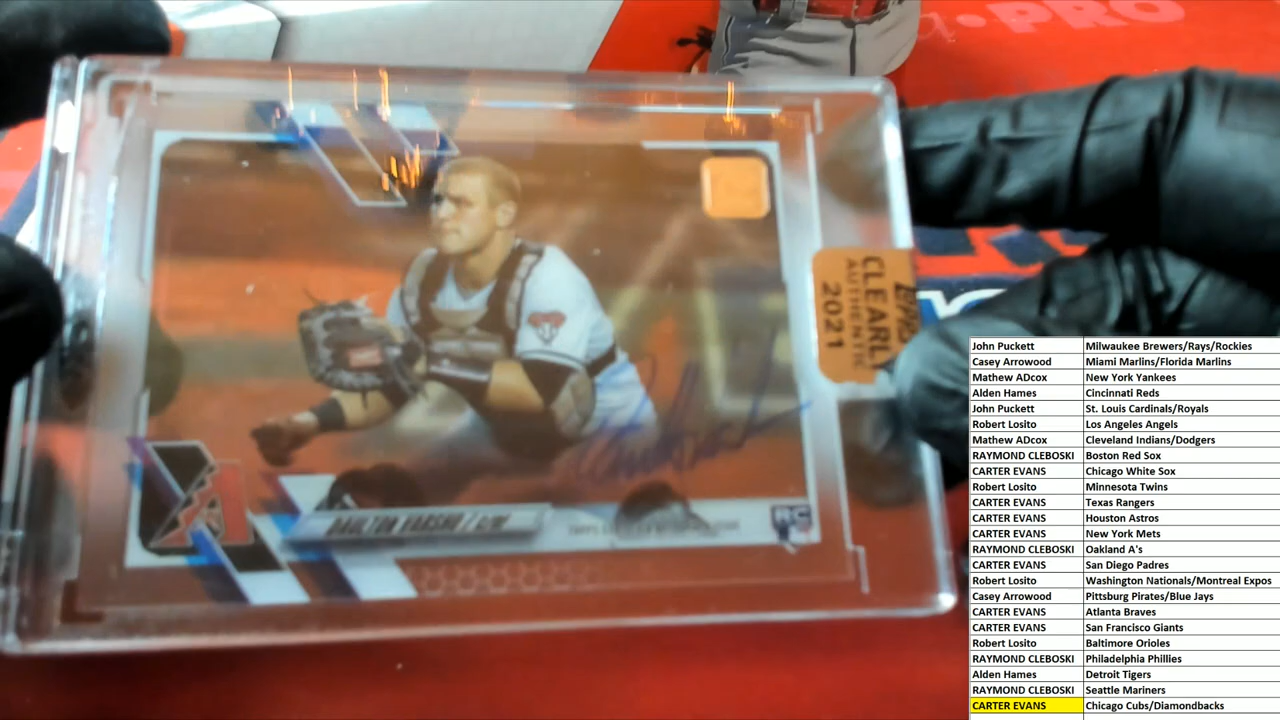 PRO
TOPPS
CLEARLY
AUTHENTIC
2021
DAULTON VARSHO / C/OF
RC
John Puckett Milwaukee Brewers/Rays/Rockies
Casey Arrowood Miami Marlins/Florida Marlins
Mathew ADcox New York Yankees
Alden Hames Cincinnati Reds
John Puckett St. Louis Cardinals/Royals
Robert Losito Los Angeles Angels
Mathew ADcox Cleveland Indians/Dodgers
RAYMOND CLEBOSKI Boston Red Sox
CARTER EVANS Chicago White Sox
Robert Losito Minnesota Twins
CARTER EVANS Texas Rangers
CARTER EVANS Houston Astros
CARTER EVANS New York Mets
RAYMOND CLEBOSKI Oakland A's
CARTER EVANS San Diego Padres
Robert Losito Washington Nationals/Montreal Expos
Casey Arrowood Pittsburg Pirates/Blue Jays
CARTER EVANS Atlanta Braves
CARTER EVANS San Francisco Giants
Robert Losito Baltimore Orioles
RAYMOND CLEBOSKI Philadelphia Phillies
Alden Hames Detroit Tigers
RAYMOND CLEBOSKI Seattle Mariners
CARTER EVANS Chicago Cubs/Diamondbacks